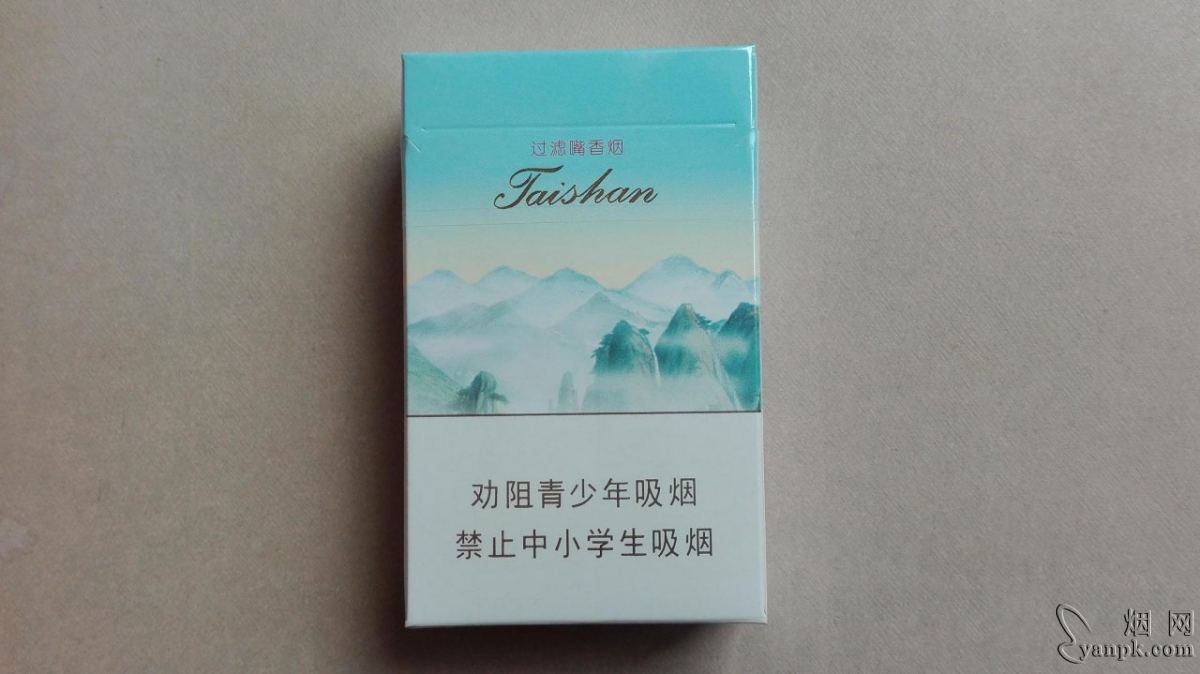 过滤嘴香烟
Taishan
劝阻青少年吸烟
禁止中小学生吸烟
烟网
yanpk.com